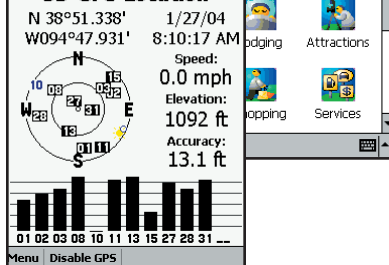 N 38°51.338' 1/27/04
W094°47.931' 8:10:17 AM
Speed:
0.0 mph
Elevation:
1092 ft
Accuracy:
13.1 ft
N
15
10 08 03 02
27
W 28 31 E
13
01 11
S
01 02 03 08 10 11 13 15 27 28 31 __
Menu Disable GPS
odging Attractions
opping Services